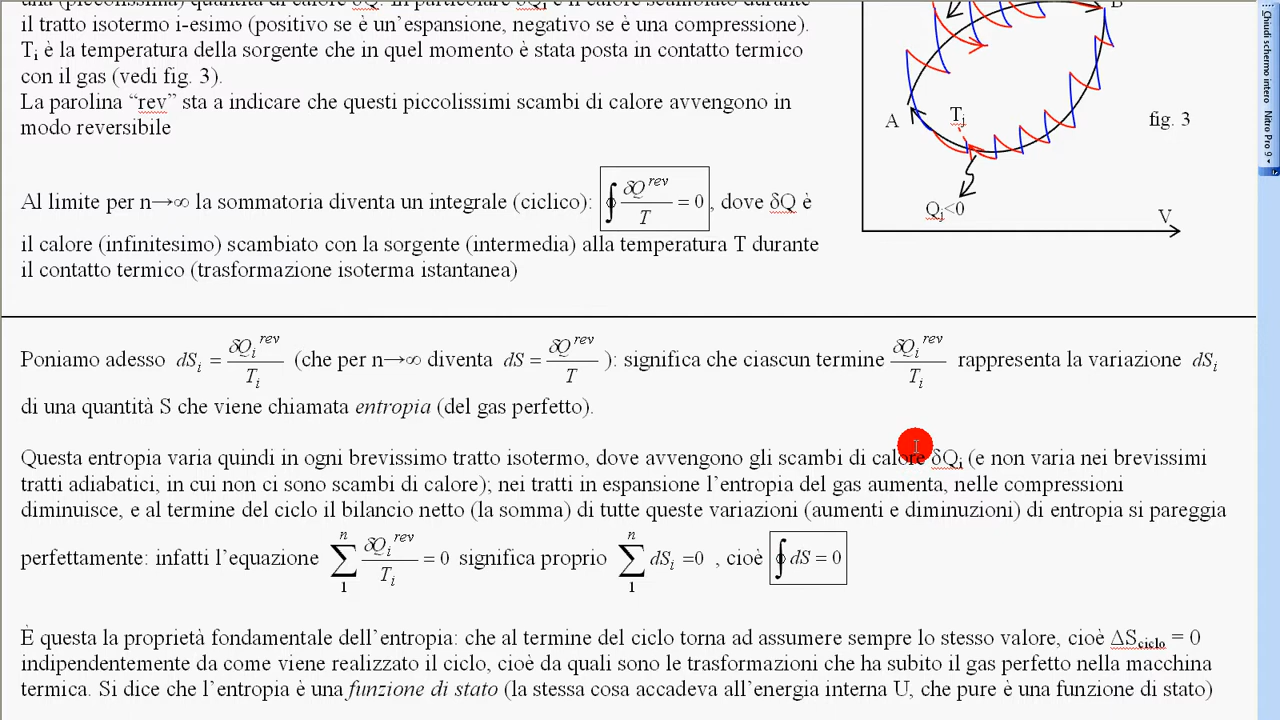 una (piccolissima) quantità di calore δQ. In particolare δQi è il calore scambiato durante
il tratto isotermo i-esimo (positivo se è un'espansione, negativo se è una compressione).
Ti è la temperatura della sorgente che in quel momento è stata posta in contatto termico
con il gas (vedi fig. 3).
La parolina “rev” sta a indicare che questi piccolissimi scambi di calore avvengono in
modo reversibile
B
A
Tj
fig. 3
Qj<0
V
Al limite per n→∞ la sommatoria diventa un integrale (ciclico): ∮ δQ^rev / T = 0 , dove δQ è
il calore (infinitesimo) scambiato con la sorgente (intermedia) alla temperatura T durante
il contatto termico (trasformazione isoterma istantanea)
Poniamo adesso dSi = δQi^rev / Ti (che per n→∞ diventa dS = δQ^rev / T ): significa che ciascun termine δQi^rev / Ti rappresenta la variazione dSi
di una quantità S che viene chiamata entropia (del gas perfetto).
Questa entropia varia quindi in ogni brevissimo tratto isotermo, dove avvengono gli scambi di calore δQi (e non varia nei brevissimi
tratti adiabatici, in cui non ci sono scambi di calore); nei tratti in espansione l'entropia del gas aumenta, nelle compressioni
diminuisce, e al termine del ciclo il bilancio netto (la somma) di tutte queste variazioni (aumenti e diminuzioni) di entropia si pareggia
perfettamente: infatti l'equazione n ∑ 1 δQi^rev / Ti = 0 significa proprio n ∑ 1 dSi =0 , cioè ∮ dS = 0
È questa la proprietà fondamentale dell'entropia: che al termine del ciclo torna ad assumere sempre lo stesso valore, cioè ΔSciclo = 0
indipendentemente da come viene realizzato il ciclo, cioè da quali sono le trasformazioni che ha subito il gas perfetto nella macchina
termica. Si dice che l'entropia è una funzione di stato (la stessa cosa accadeva all'energia interna U, che pure è una funzione di stato)
Chiudi schermo intero
Nitro Pro 9